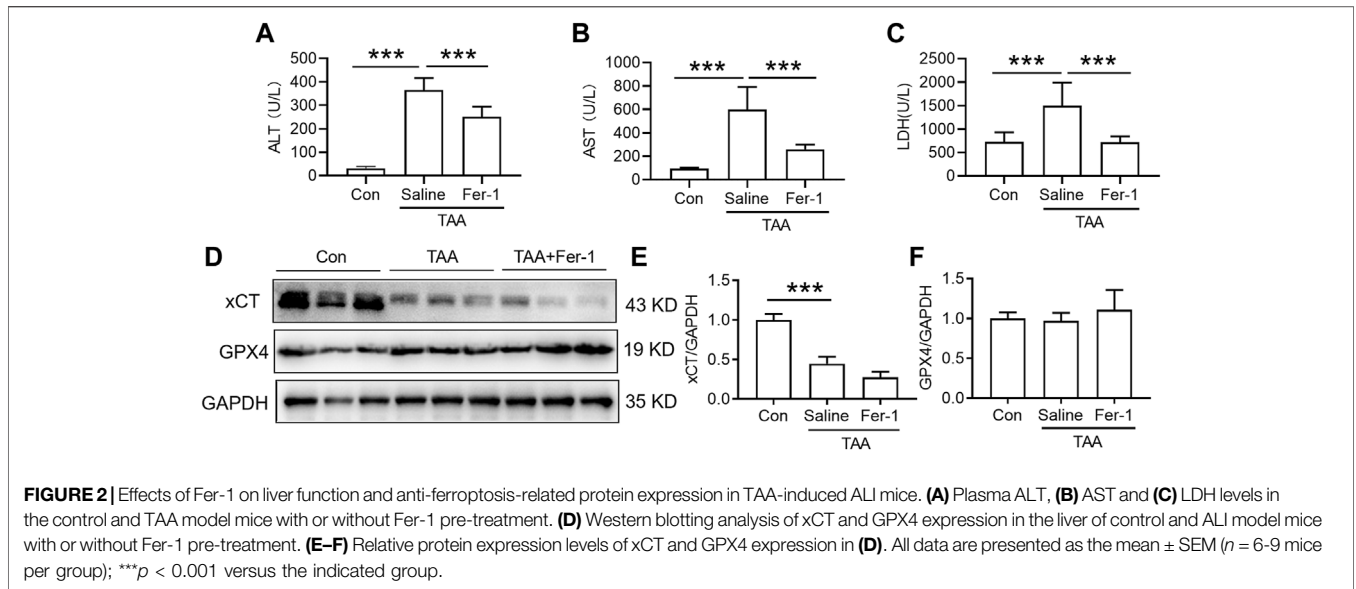 A
***
***
ALT (U/L)
500
400
300
200
100
0
Con
Saline
Fer-1
TAA
B
***
***
AST (U/L)
1000
800
600
400
200
0
Con
Saline
Fer-1
TAA
C
***
***
LDH(U/L)
2500
2000
1500
1000
500
0
Con
Saline
Fer-1
TAA
D
Con
TAA
TAA+Fer-1
xCT
43 KD
GPX4
19 KD
GAPDH
35 KD
E
***
xCT/GAPDH
1.5
1.0
0.5
0.0
Con
Saline
Fer-1
TAA
F
GPX4/GAPDH
1.5
1.0
0.5
0.0
Con
Saline
Fer-1
TAA
FIGURE 2 | Effects of Fer-1 on liver function and anti-ferroptosis-related protein expression in TAA-induced ALI mice. (A) Plasma ALT, (B) AST and (C) LDH levels in
the control and TAA model mice with or without Fer-1 pre-treatment. (D) Western blotting analysis of xCT and GPX4 expression in the liver of control and ALI model mice
with or without Fer-1 pre-treatment. (E–F) Relative protein expression levels of xCT and GPX4 expression in (D). All data are presented as the mean ± SEM (n = 6-9 mice
per group); ***p < 0.001 versus the indicated group.